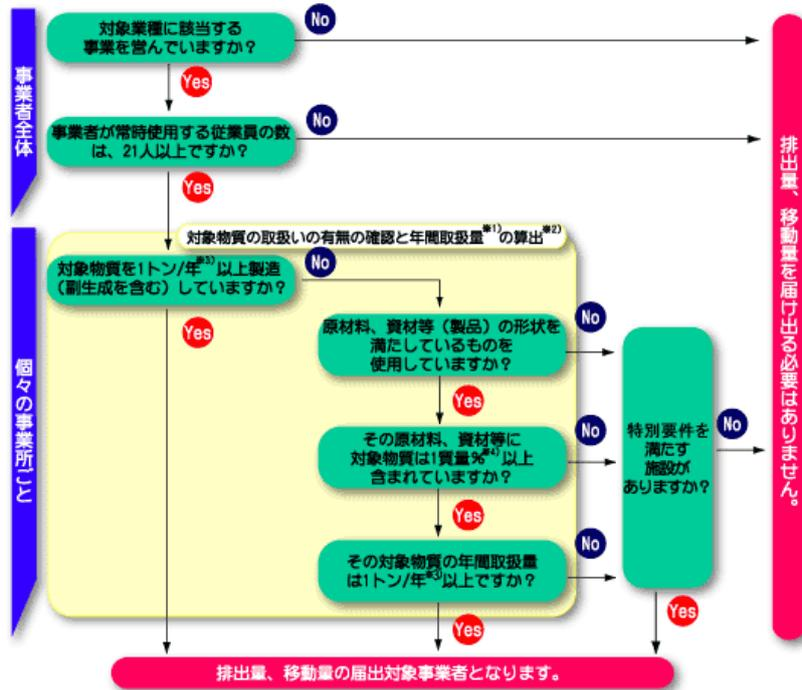 対象業種に該当する
事業を営んでいますか？
No
Yes
事業者全体
事業者が常時使用する従業員の数
は、21人以上ですか？
No
Yes
対象物質の取扱いの有無の確認と年間取扱量※1)の算出※2)
対象物質を1トン/年※3)以上製造
（副生成を含む）していますか？
No
Yes
原材料、資材等（製品）の形状を
満たしているものを
使用していますか？
No
Yes
個々の事業所ごと
その原材料、資材等に
対象物質は1質量%※4)以上
含まれていますか？
No
Yes
その対象物質の年間取扱量
は1トン/年※3)以上ですか？
No
Yes
特別要件を
満たす
施設が
ありますか？
No
Yes
排出量、移動量を届け出る必要はありません。
排出量、移動量の届出対象事業者となります。